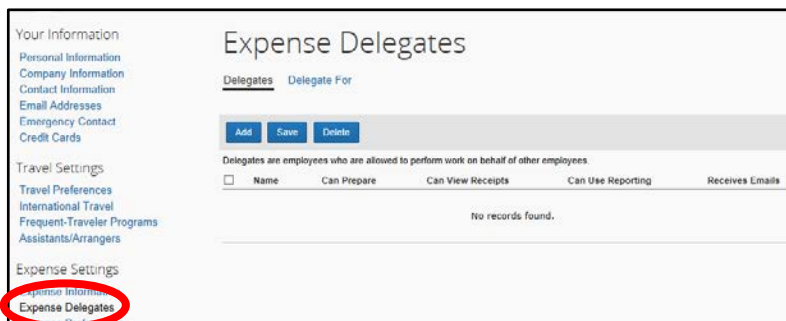 Your Information
Personal Information
Company Information
Contact Information
Email Addresses
Emergency Contact
Credit Cards
Travel Settings
Travel Preferences
International Travel
Frequent-Traveler Programs
Assistants/Arrangers
Expense Settings
Expense Information
Expense Delegates
Expense Delegates
Delegates Delegate For
Add Save Delete
Delegates are employees who are allowed to perform work on behalf of other employees.
Name Can Prepare Can View Receipts Can Use Reporting Receives Emails
No records found.